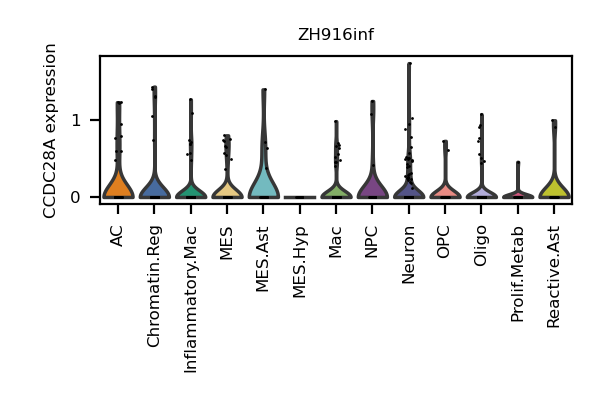 ZH916inf
CCDC28A expression
1
0
AC
Chromatin.Reg
Inflammatory.Mac
MES
MES.Ast
MES.Hyp
Mac
NPC
Neuron
OPC
Oligo
Prolif.Metab
Reactive.Ast